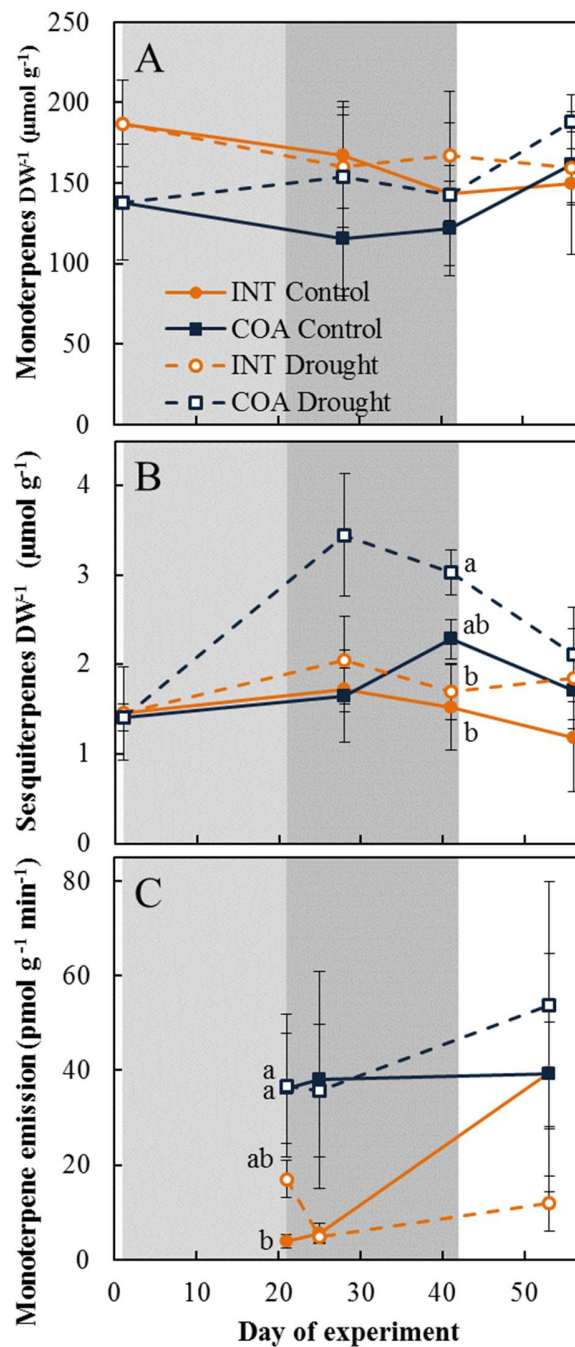 A
Monoterpenes DW⁻¹ (μmol g⁻¹)
250
200
150
100
50
0
INT Control
COA Control
INT Drought
COA Drought
B
Sesquiterpenes DW⁻¹ (μmol g⁻¹)
4
3
2
1
0
a
ab
b
b
C
Monoterpene emission (pmol g⁻¹ min⁻¹)
80
60
40
20
0
a
a
ab
b
0 10 20 30 40 50
Day of experiment